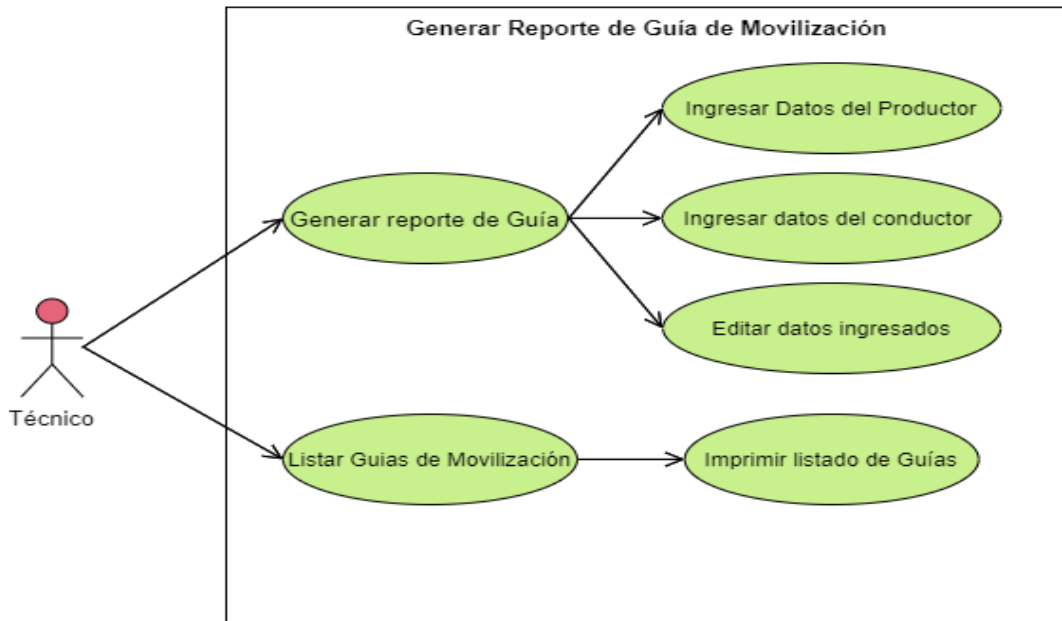 Generar Reporte de Guía de Movilización
Ingresar Datos del Productor
Generar reporte de Guía
Ingresar datos del conductor
Editar datos ingresados
Técnico
Listar Guias de Movilización
Imprimir listado de Guías